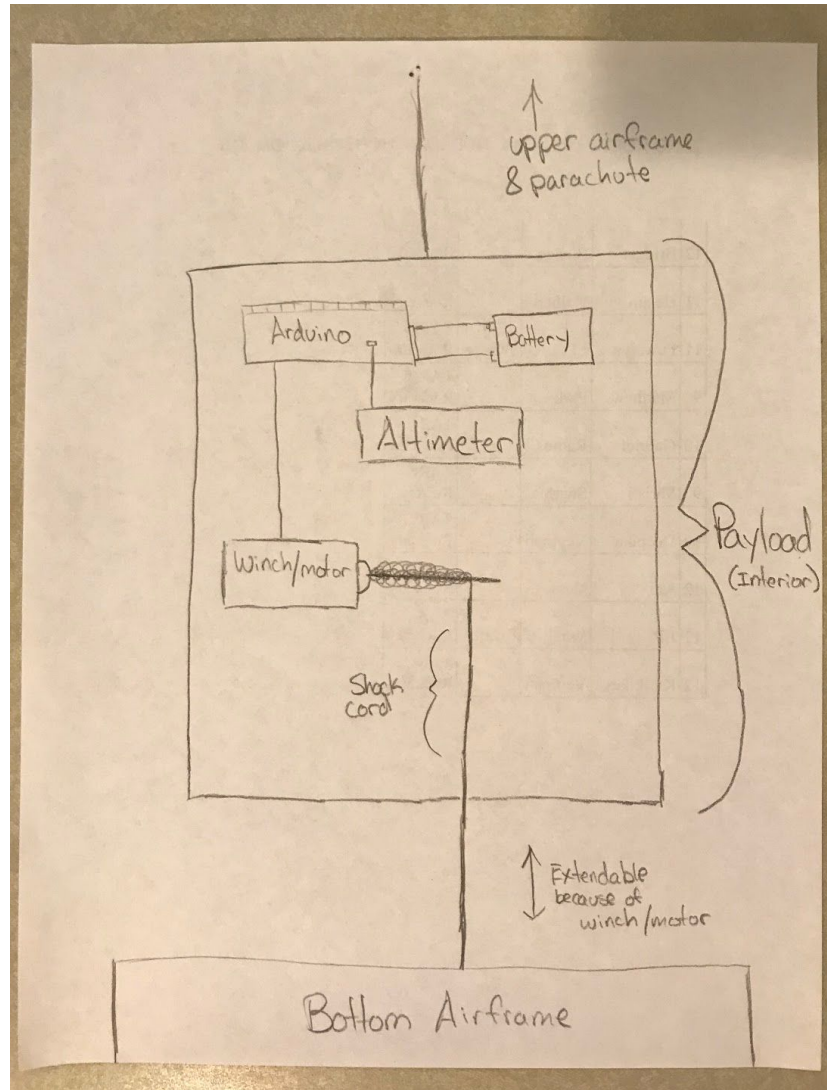 upper airframe
& parachute
Arduino
Battery
Altimeter
Winch/motor
Payload
(Interior)
Shock
cord
Extendable
because of
winch/motor
Bottom Airframe